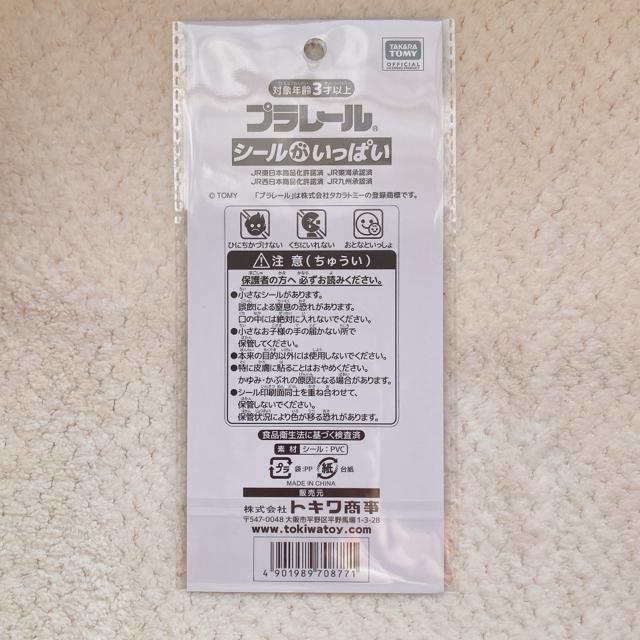 TAKARA
TOMY
OFFICIAL
対象年齢3才以上
プラレール®
シールがいっぱい
JR東日本商品化許諾済 JR東海承認済
JR西日本商品化許諾済 JR九州承認済
© TOMY 「プラレール」は株式会社タカラトミーの登録商標です。
ひにちかづけない くちにいれない おとなといっしょ
注意(ちゅうい)
保護者の方へ 必ずお読みください。
●小さなシールがあります。
誤飲による窒息の恐れがあります。
口の中には絶対に入れないでください。
●小さなお子様の手の届かない所で
保管してください。
●本来の目的以外には使用しないでください。
●特に皮膚に貼ることはおやめください。
かゆみ・かぶれの原因になる場合があります。
●シール印刷面同士を重ね合わせて、
保管しないでください。
保管状況により色が移る恐れがあります。
食品衛生法に基づく検査済
素材 シール:PVC
プラ 袋:PP 紙 台紙
MADE IN CHINA
販売元
株式会社トキワ商事
〒547-0048 大阪市平野区平野馬場1-3-28
www.tokiwatoy.com
4 901989 708771